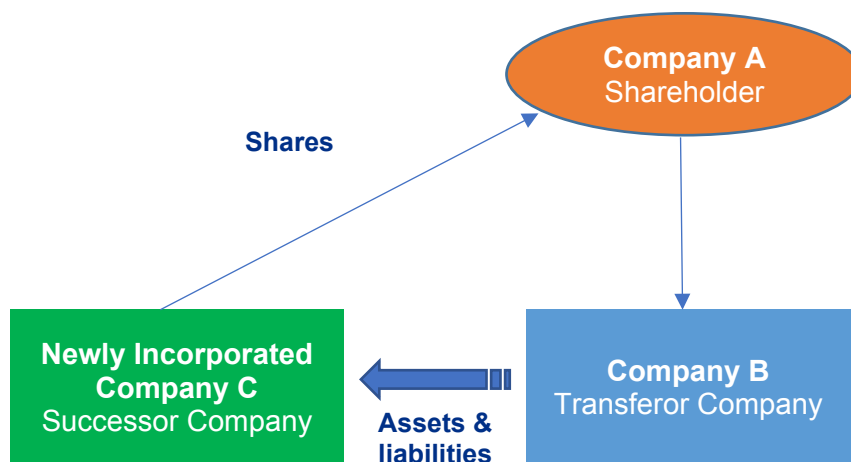 Company A
Shareholder
Shares
Newly Incorporated
Company C
Successor Company
Company B
Transferor Company
Assets &
liabilities